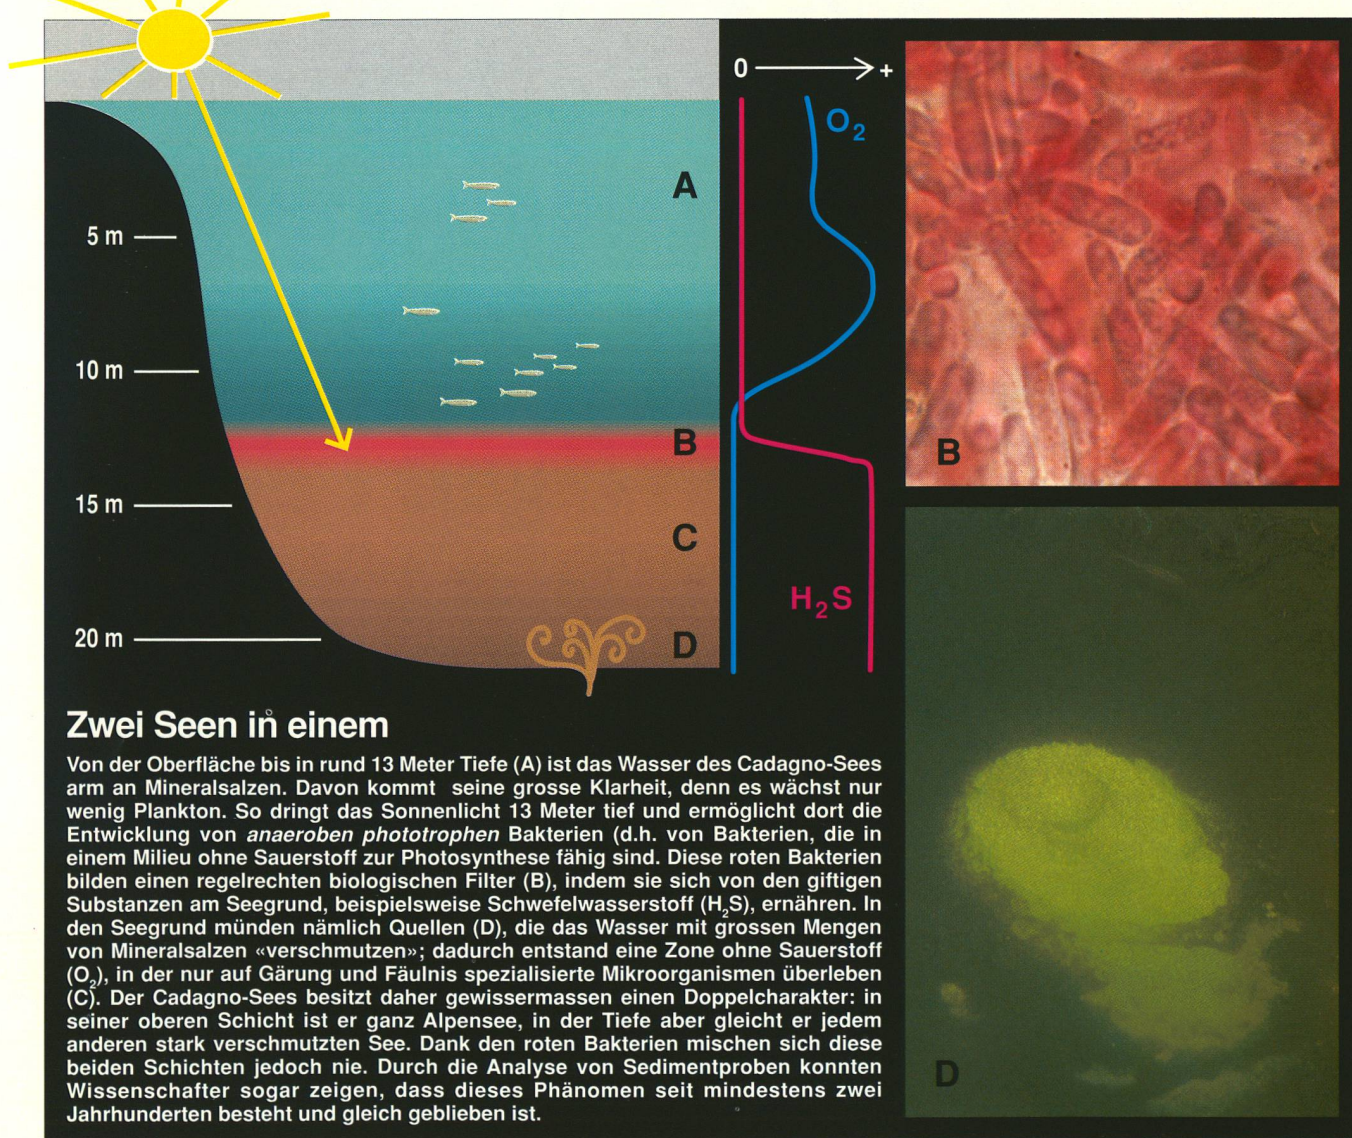 0 +
O2
A
5 m
10 m
B
B
15 m
C
H2S
20 m
D
D
Zwei Seen in einem
Von der Oberfläche bis in rund 13 Meter Tiefe (A) ist das Wasser des Cadagno-Sees
arm an Mineralsalzen. Davon kommt seine grosse Klarheit, denn es wächst nur
wenig Plankton. So dringt das Sonnenlicht 13 Meter tief und ermöglicht dort die
Entwicklung von anaeroben phototrophen Bakterien (d.h. von Bakterien, die in
einem Milieu ohne Sauerstoff zur Photosynthese fähig sind. Diese roten Bakterien
bilden einen regelrechten biologischen Filter (B), indem sie sich von den giftigen
Substanzen am Seegrund, beispielsweise Schwefelwasserstoff (H2S), ernähren. In
den Seegrund münden nämlich Quellen (D), die das Wasser mit grossen Mengen
von Mineralsalzen «verschmutzen»; dadurch entstand eine Zone ohne Sauerstoff
(O2), in der nur auf Gärung und Fäulnis spezialisierte Mikroorganismen überleben
(C). Der Cadagno-Sees besitzt daher gewissermassen einen Doppelcharakter: in
seiner oberen Schicht ist er ganz Alpensee, in der Tiefe aber gleicht er jedem
anderen stark verschmutzten See. Dank den roten Bakterien mischen sich diese
beiden Schichten jedoch nie. Durch die Analyse von Sedimentproben konnten
Wissenschafter sogar zeigen, dass dieses Phänomen seit mindestens zwei
Jahrhunderten besteht und gleich geblieben ist.